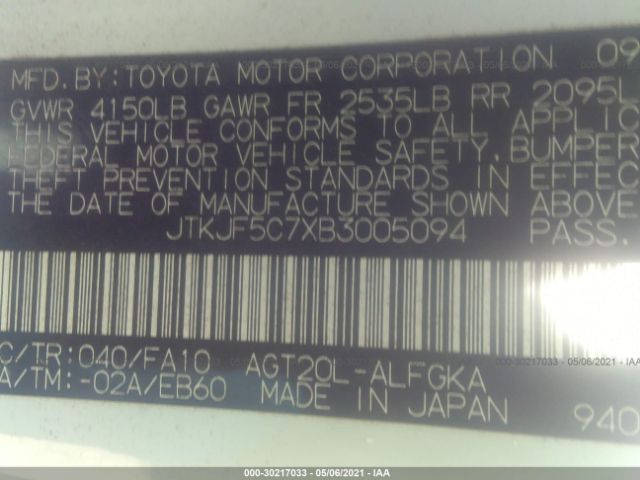 MFD.BY:TOYOTA MOTOR CORPORATION 09
GVWR 4150LB GAWR FR 2535LB RR 2095L
THIS VEHICLE CONFORMS TO ALL APPLIC
FEDERAL MOTOR VEHICLE SAFETY,BUMPER
THEFT PREVENTION STANDARDS IN EFFEC
THE DATE OF MANUFACTURE SHOWN ABOVE
JTKJF5C7XB3005094 PASS.
C/TR:040/FA10 AGT20L-ALFGKA
A/TM:-02A/EB60 MADE IN JAPAN 940
000-30217033 - 05/06/2021 - IAA